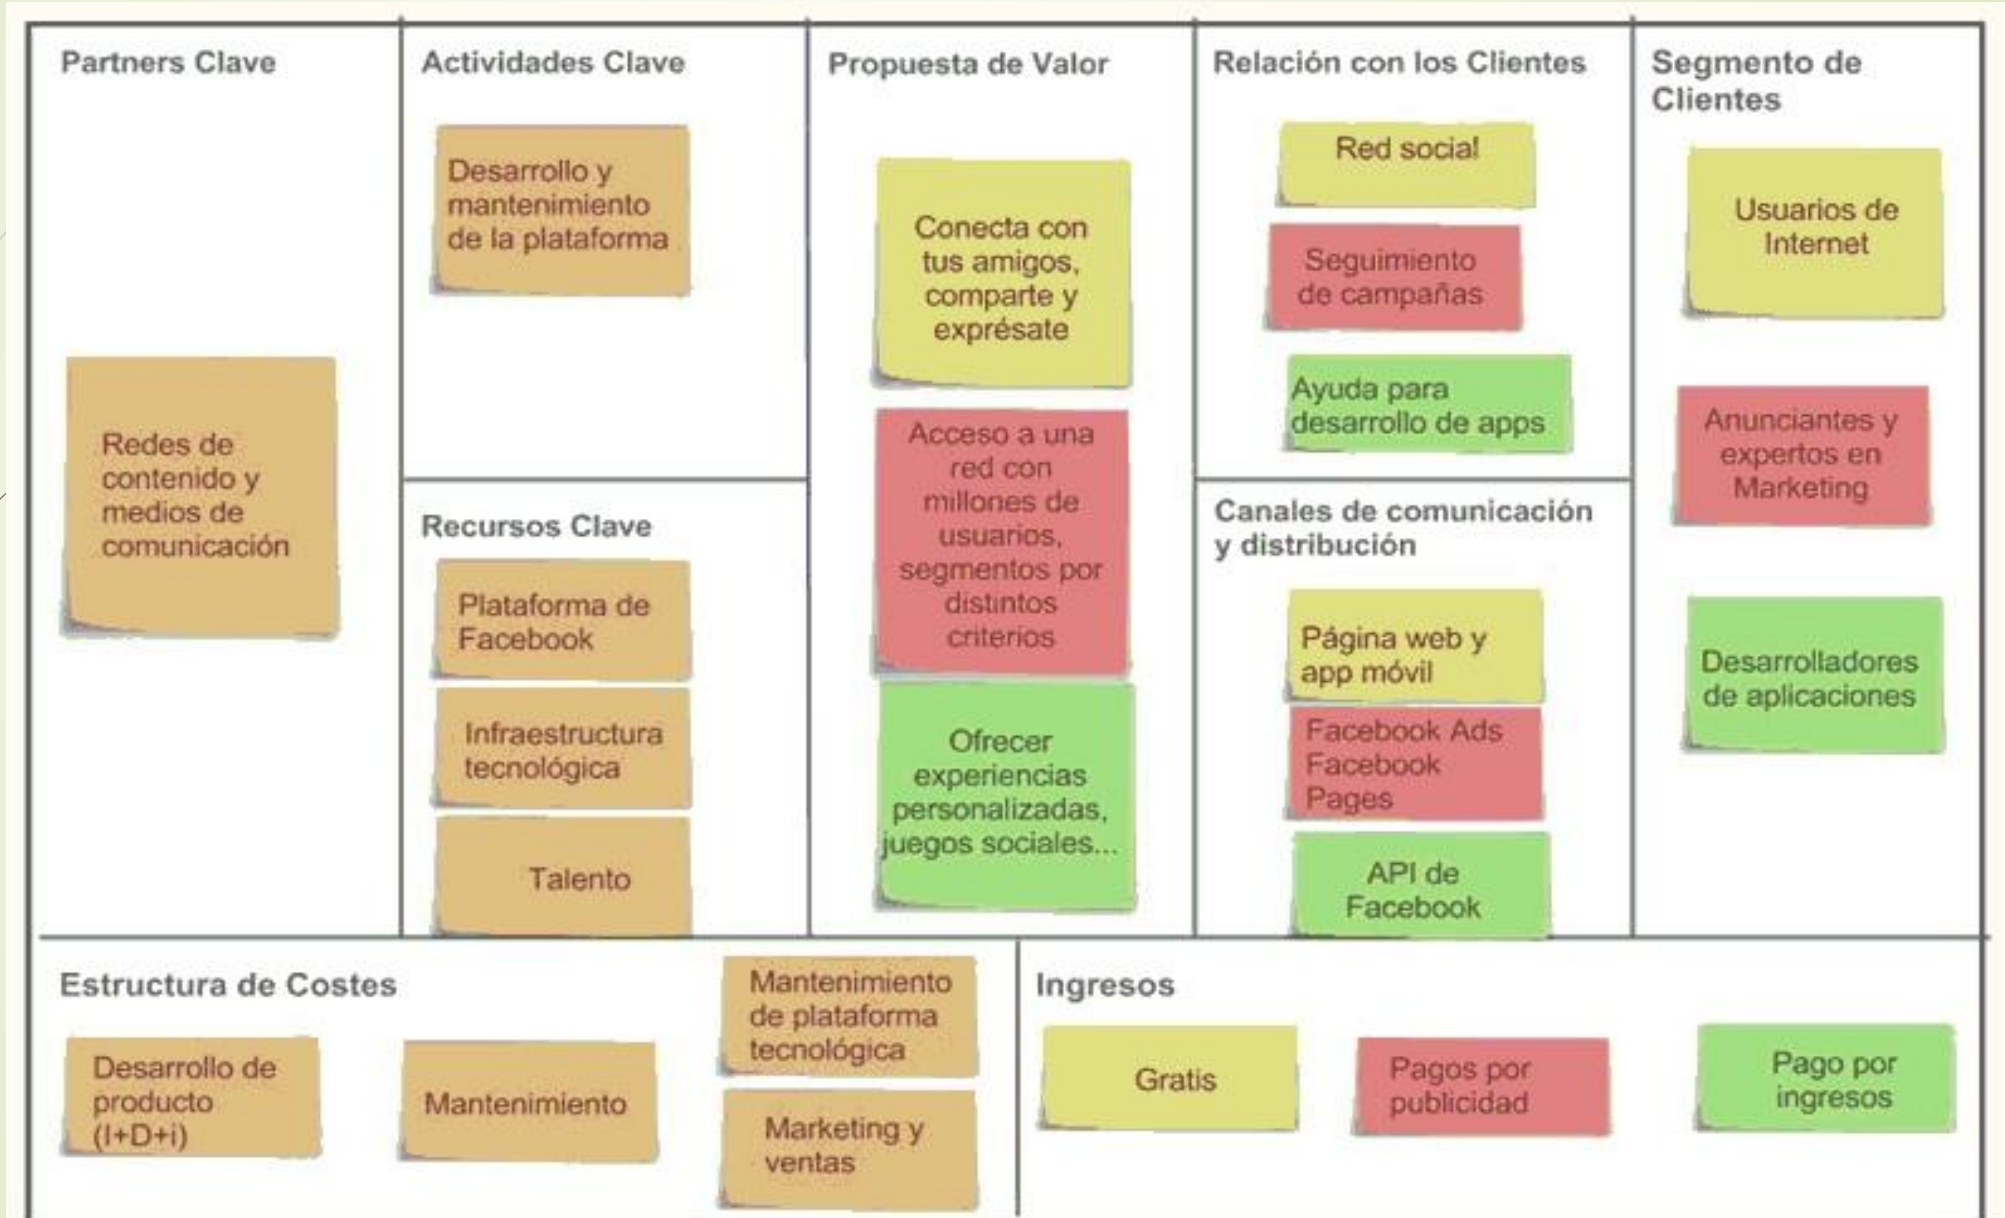 Partners Clave
Redes de
contenido y
medios de
comunicación
Actividades Clave
Desarrollo y
mantenimiento
de la plataforma
Recursos Clave
Plataforma de
Facebook
Infraestructura
tecnológica
Talento
Propuesta de Valor
Conecta con
tus amigos,
comparte y
exprésate
Acceso a una
red con
millones de
usuarios,
segmentos por
distintos
criterios
Ofrecer
experiencias
personalizadas,
juegos sociales...
Relación con los Clientes
Red social
Seguimiento
de campañas
Ayuda para
desarrollo de apps
Canales de comunicación
y distribución
Página web y
app móvil
Facebook Ads
Facebook
Pages
API de
Facebook
Segmento de
Clientes
Usuarios de
Internet
Anunciantes y
expertos en
Marketing
Desarrolladores
de aplicaciones
Estructura de Costes
Desarrollo de
producto
(I+D+i)
Mantenimiento
Mantenimiento
de plataforma
tecnológica
Marketing y
ventas
Ingresos
Gratis
Pagos por
publicidad
Pago por
ingresos